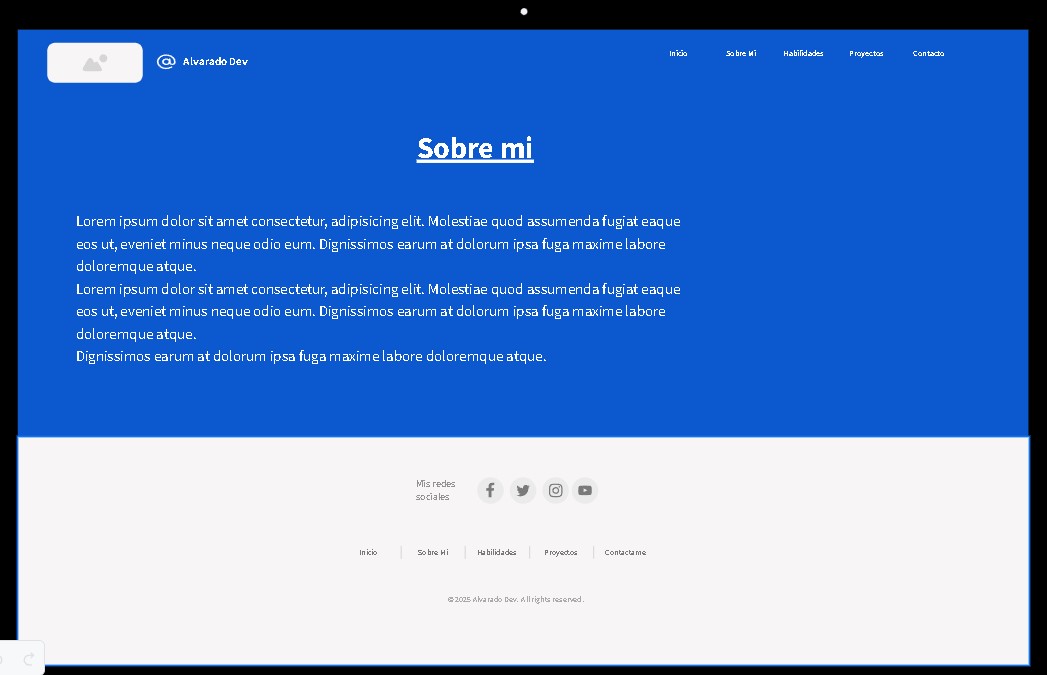 Alvarado Dev
Inicio
Sobre Mi
Habilidades
Proyectos
Contacto
Sobre mi
Lorem ipsum dolor sit amet consectetur, adipisicing elit. Molestiae quod assumenda fugiat eaque
eos ut, eveniet minus neque odio eum. Dignissimos earum at dolorum ipsa fuga maxime labore
doloremque atque.
Lorem ipsum dolor sit amet consectetur, adipisicing elit. Molestiae quod assumenda fugiat eaque
eos ut, eveniet minus neque odio eum. Dignissimos earum at dolorum ipsa fuga maxime labore
doloremque atque.
Dignissimos earum at dolorum ipsa fuga maxime labore doloremque atque.
Mis redes
sociales
Inicio
Sobre Mi
Habilidades
Proyectos
Contactame
© 2025 Alvarado Dev. All rights reserved.